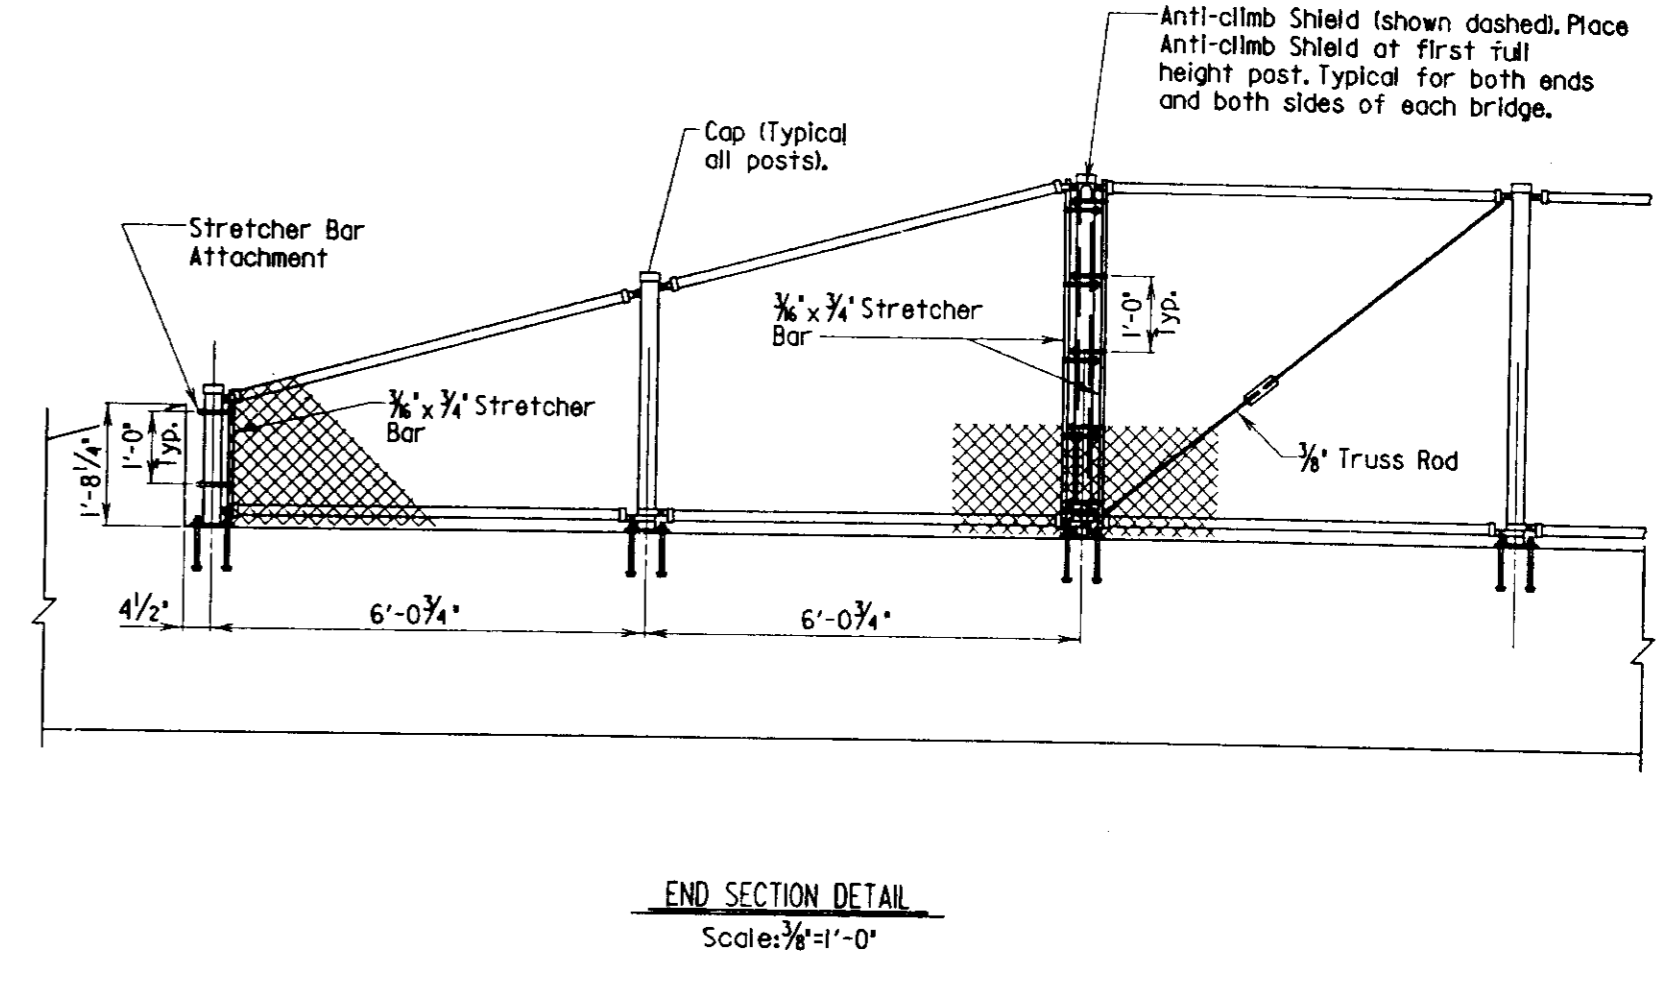 Anti-climb Shield (shown dashed). Place
Anti-climb Shield at first full
height post. Typical for both ends
and both sides of each bridge.
Cap (Typical
all posts).
Stretcher Bar
Attachment
3/16" x 3/4" Stretcher
Bar
1'-0"
Typ.
3/16" x 3/4" Stretcher
Bar
1'-8 1/4"
1'-0"
Typ.
3/8" Truss Rod
4 1/2"
6'-0 3/4"
6'-0 3/4"
END SECTION DETAIL
Scale: 3/8"=1'-0"